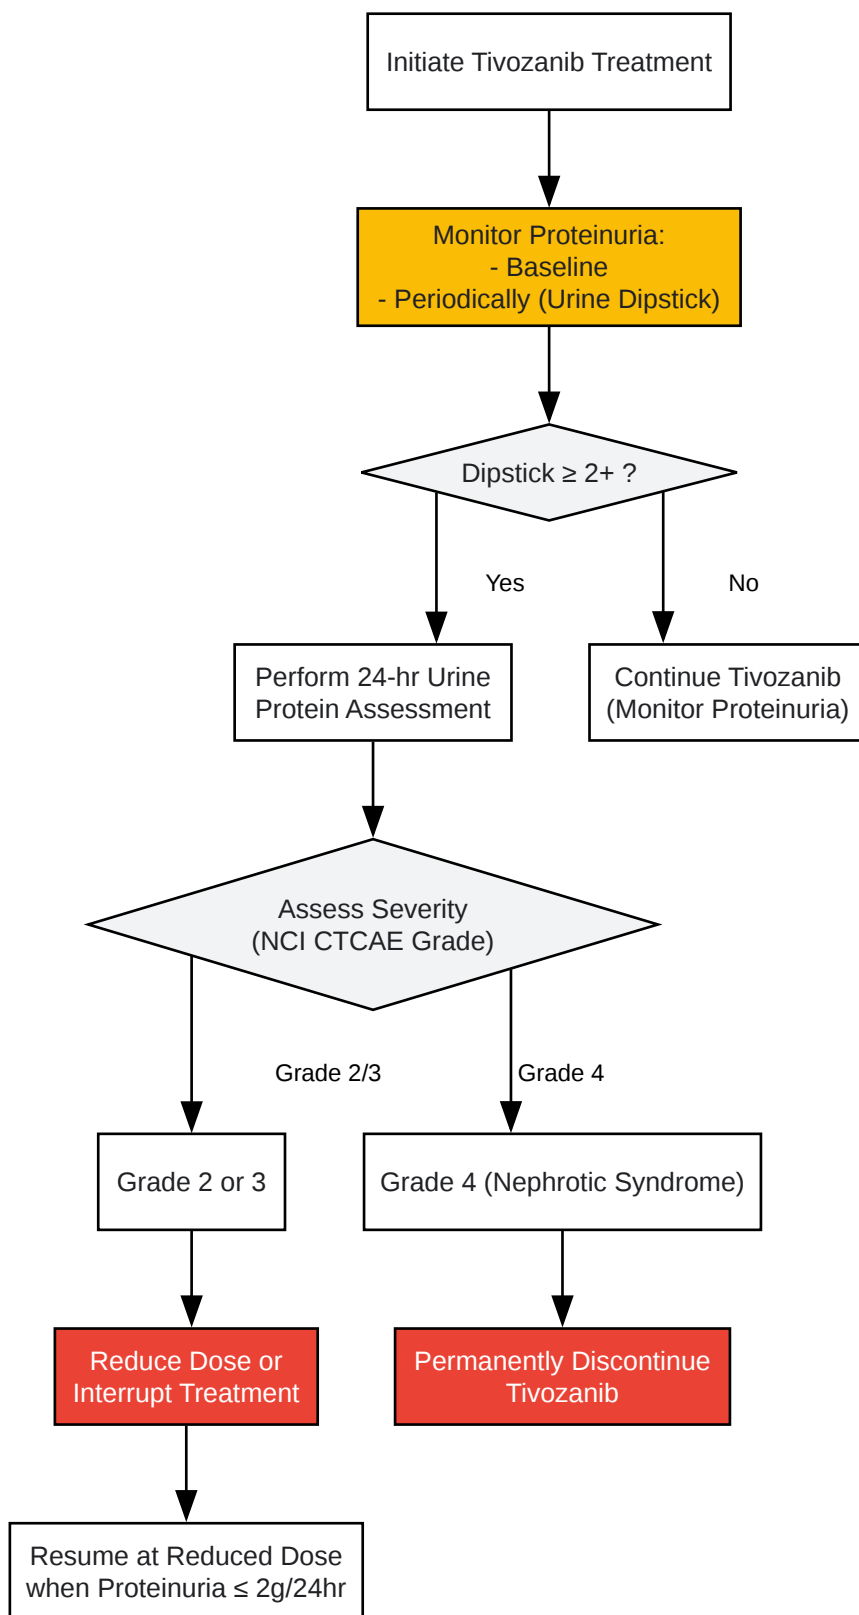 Initiate Tivozanib Treatment
Monitor Proteinuria:
- Baseline
- Periodically (Urine Dipstick)
Dipstick ≥ 2+ ?
Yes
No
Perform 24-hr Urine
Protein Assessment
Continue Tivozanib
(Monitor Proteinuria)
Assess Severity
(NCI CTCAE Grade)
Grade 2/3
Grade 4
Grade 2 or 3
Grade 4 (Nephrotic Syndrome)
Reduce Dose or
Interrupt Treatment
Permanently Discontinue
Tivozanib
Resume at Reduced Dose
when Proteinuria ≤ 2g/24hr